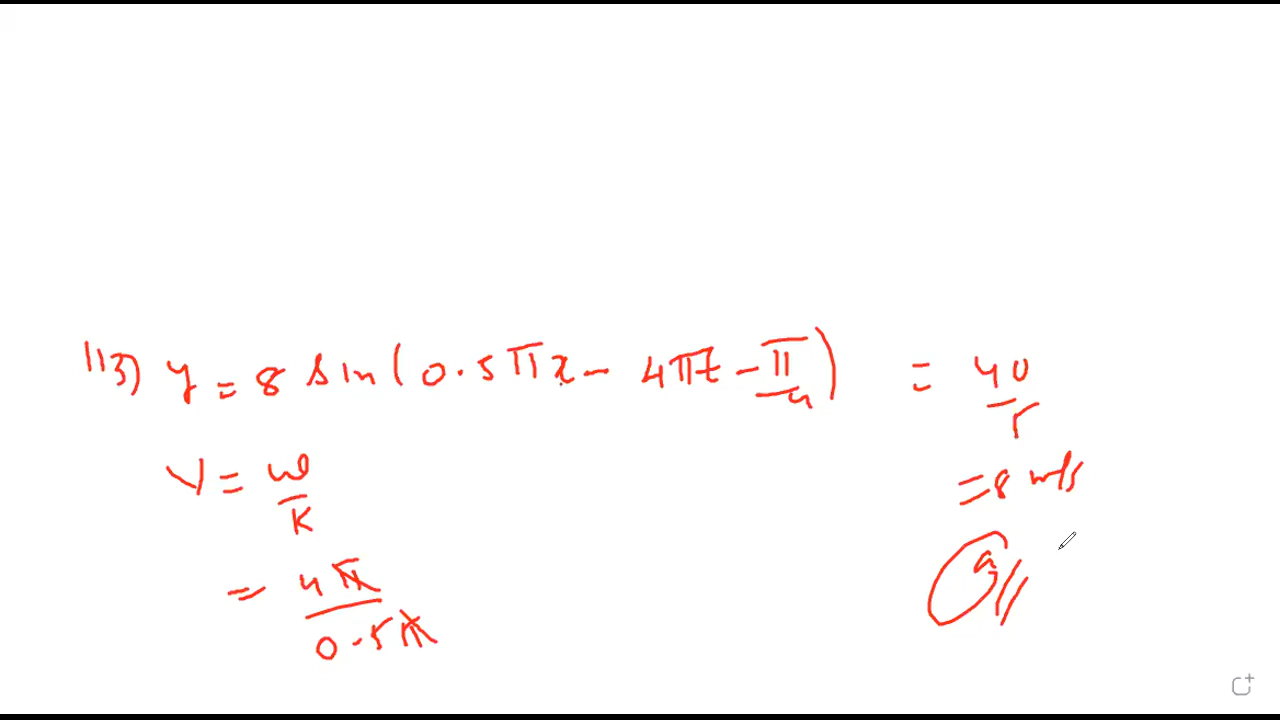 113) y = 8 sin(0.5πx - 4πt - π/4)
V = ω/K
= 4π/0.5π
= 40/5
= 8 m/s
a